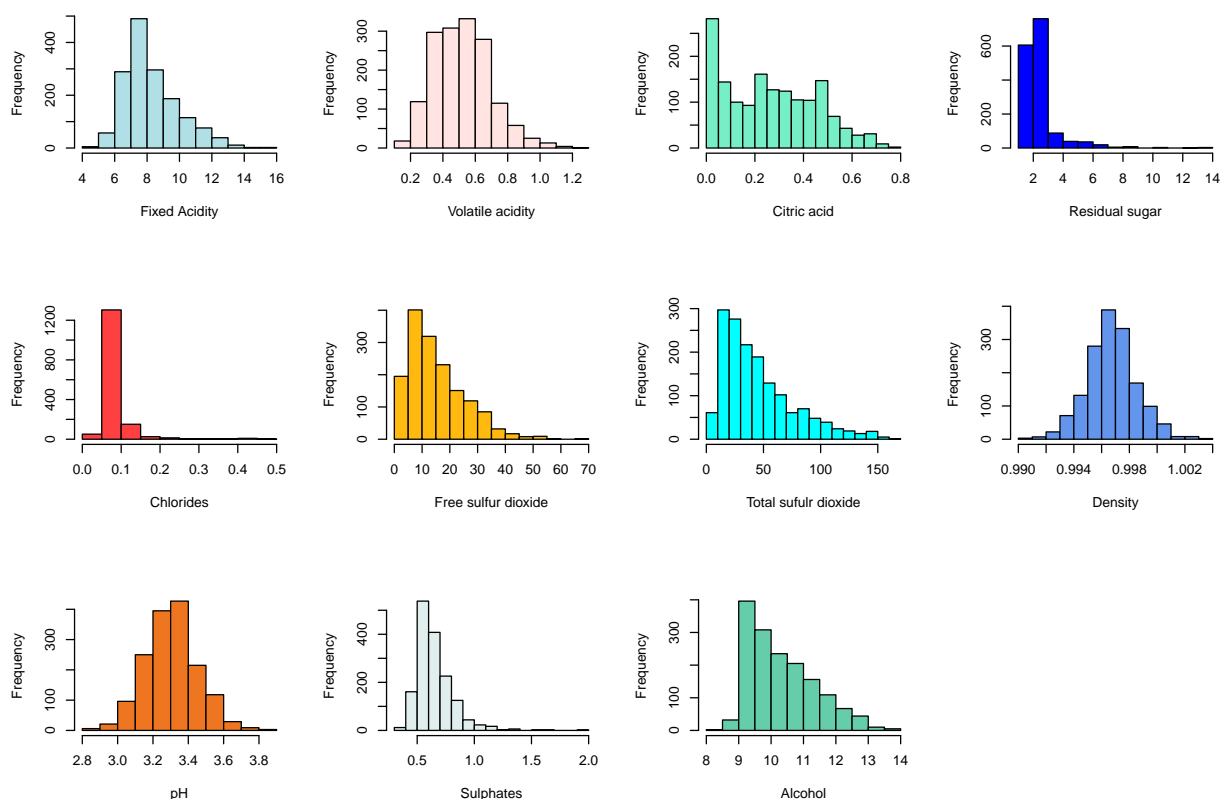 Frequency
0 200 400
4 6 8 10 12 14 16
Fixed Acidity
Frequency
0 100 300
0.2 0.4 0.6 0.8 1.0 1.2
Volatile acidity
Frequency
0 100 200
0.0 0.2 0.4 0.6 0.8
Citric acid
Frequency
0 200 600
2 4 6 8 10 12 14
Residual sugar
Frequency
0 400 800 1200
0.0 0.1 0.2 0.3 0.4 0.5
Chlorides
Frequency
0 100 300
0 10 20 30 40 50 60 70
Free sulfur dioxide
Frequency
0 100 200 300
0 50 100 150
Total sufulr dioxide
Frequency
0 100 300
0.990 0.994 0.998 1.002
Density
Frequency
0 100 300
2.8 3.0 3.2 3.4 3.6 3.8
pH
Frequency
0 200 400
0.5 1.0 1.5 2.0
Sulphates
Frequency
0 100 300
8 9 10 11 12 13 14
Alcohol